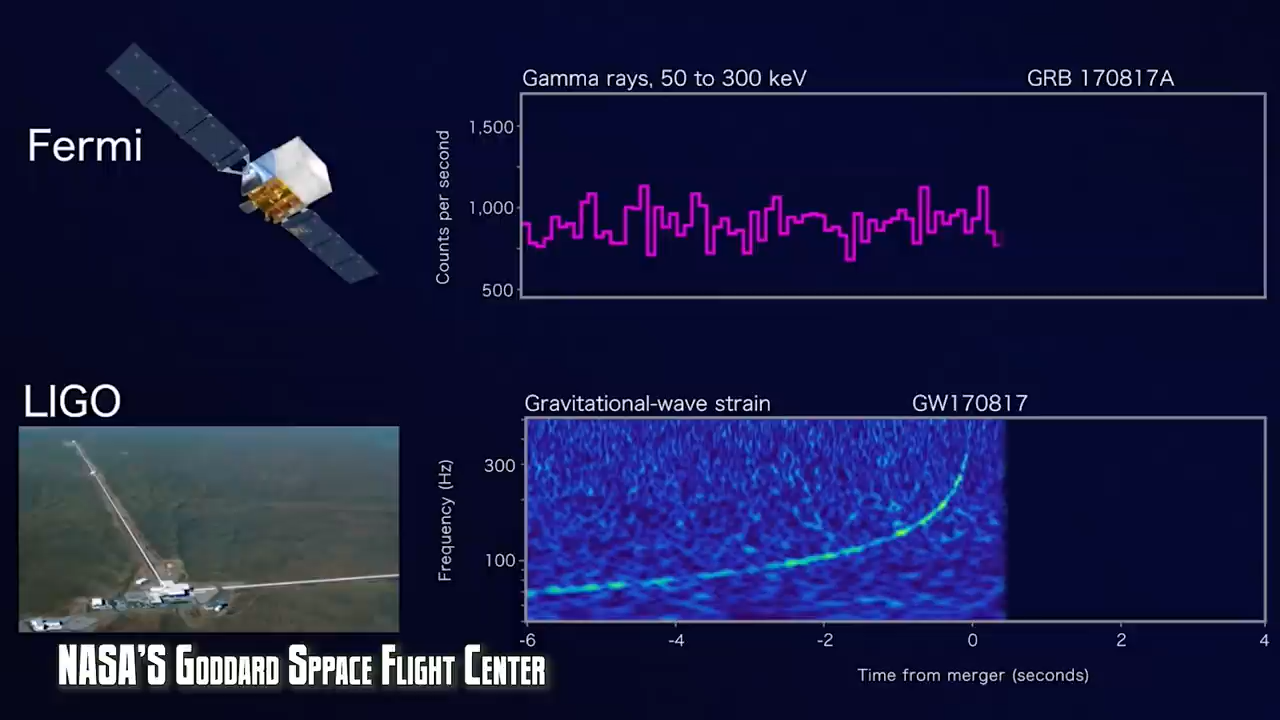 Fermi
Gamma rays, 50 to 300 keV
GRB 170817A
Counts per second
1,500
1,000
500
LIGO
Gravitational-wave strain
GW170817
Frequency (Hz)
300
100
-6
-4
-2
0
2
4
Time from merger (seconds)
NASA'S GODDARD SPPACE FLIGHT CENTER